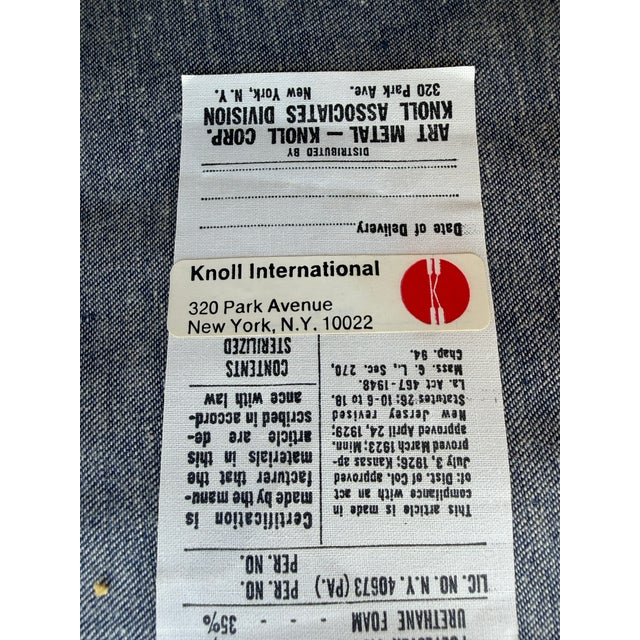 Knoll International
320 Park Avenue
New York, N.Y. 10022
URETHANE FOAM - - - 35%
LIC. NO. N.Y. 40673 (PA.) PER. NO.
PER. NO.
Certification is
made by the manu-
facturer that the
materials in this
article are de-
scribed in accord-
ance with law
CONTENTS
STERILIZED
This article is made in
compliance with an act
of: Dist. of Col. approved
July 3, 1926; Kansas ap-
proved March 1923; Minn.
approved April 24, 1929;
New Jersey revised
Statutes 26:10-6 to 18.
La. Act 467-1948.
Mass. G. L., Sec. 270,
Chap. 94.
Date of Delivery
DISTRIBUTED BY
ART METAL — KNOLL CORP.
KNOLL ASSOCIATES DIVISION
320 Park Ave. New York, N. Y.